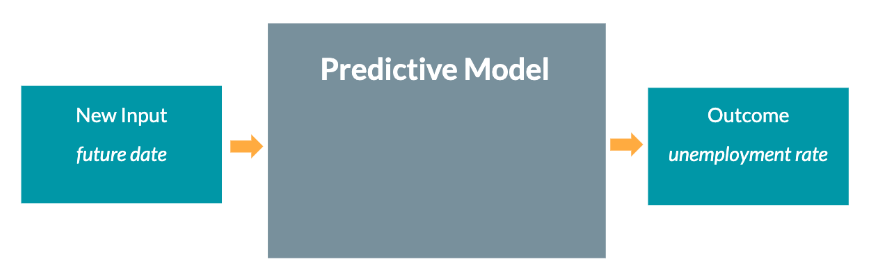 New Input
future date
Predictive Model
Outcome
unemployment rate